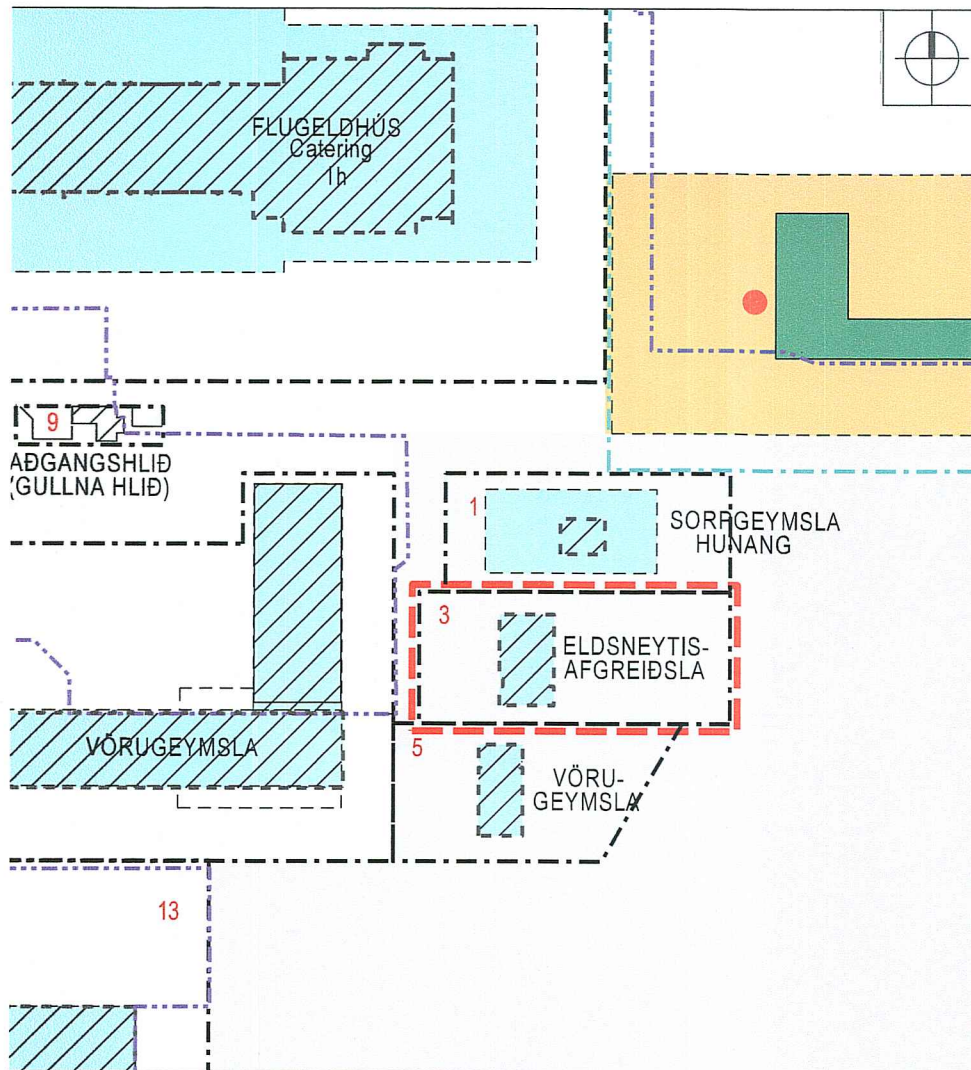 FLUGELDHÚS
Catering
1h
9
AÐGANGSHLIÐ
(GULLNA HLIÐ)
1
SORPGEYMSLA
HUNANG
3
ELDSNEYTIS-
AFGREIÐSLA
5
VÖRUGEYMSLA
VÖRU-
GEYMSLA
13